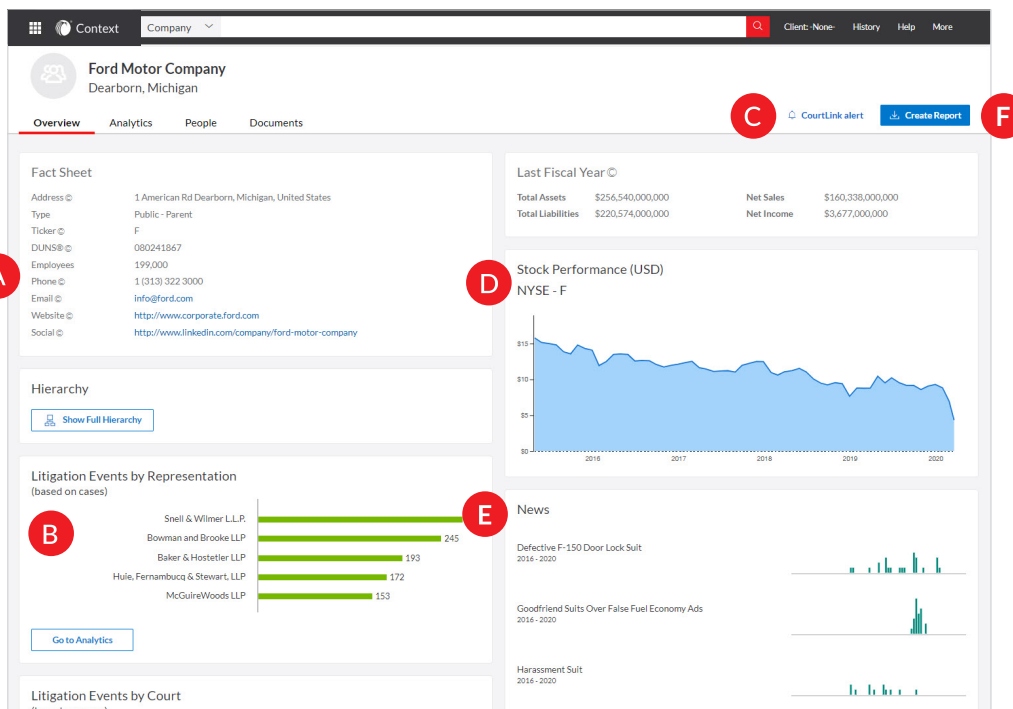 Context
Company
Client: -None-
History
Help
More
Ford Motor Company
Dearborn, Michigan
Overview
Analytics
People
Documents
C
CourtLink alert
Create Report
F
Fact Sheet
Address © 1 American Rd Dearborn, Michigan, United States
Type Public - Parent
Ticker © F
DUNS® © 080241867
Employees 199,000
Phone © 1 (313) 322 3000
Email © info@ford.com
Website © http://www.corporate.ford.com
Social © http://www.linkedin.com/company/ford-motor-company
A
Hierarchy
Show Full Hierarchy
Litigation Events by Representation
(based on cases)
B
Snell & Wilmer L.L.P.
Bowman and Brooke LLP 245
Baker & Hostetler LLP 193
Huie, Fernambucq & Stewart, LLP 172
McGuireWoods LLP 153
Go to Analytics
Litigation Events by Court
Last Fiscal Year ©
Total Assets $256,540,000,000 Net Sales $160,338,000,000
Total Liabilities $220,574,000,000 Net Income $3,677,000,000
D
Stock Performance (USD)
NYSE - F
$15
$10
$5
$0
2016 2017 2018 2019 2020
E
News
Defective F-150 Door Lock Suit
2016 - 2020
Goodfriend Suits Over False Fuel Economy Ads
2016 - 2020
Harassment Suit
2016 - 2020